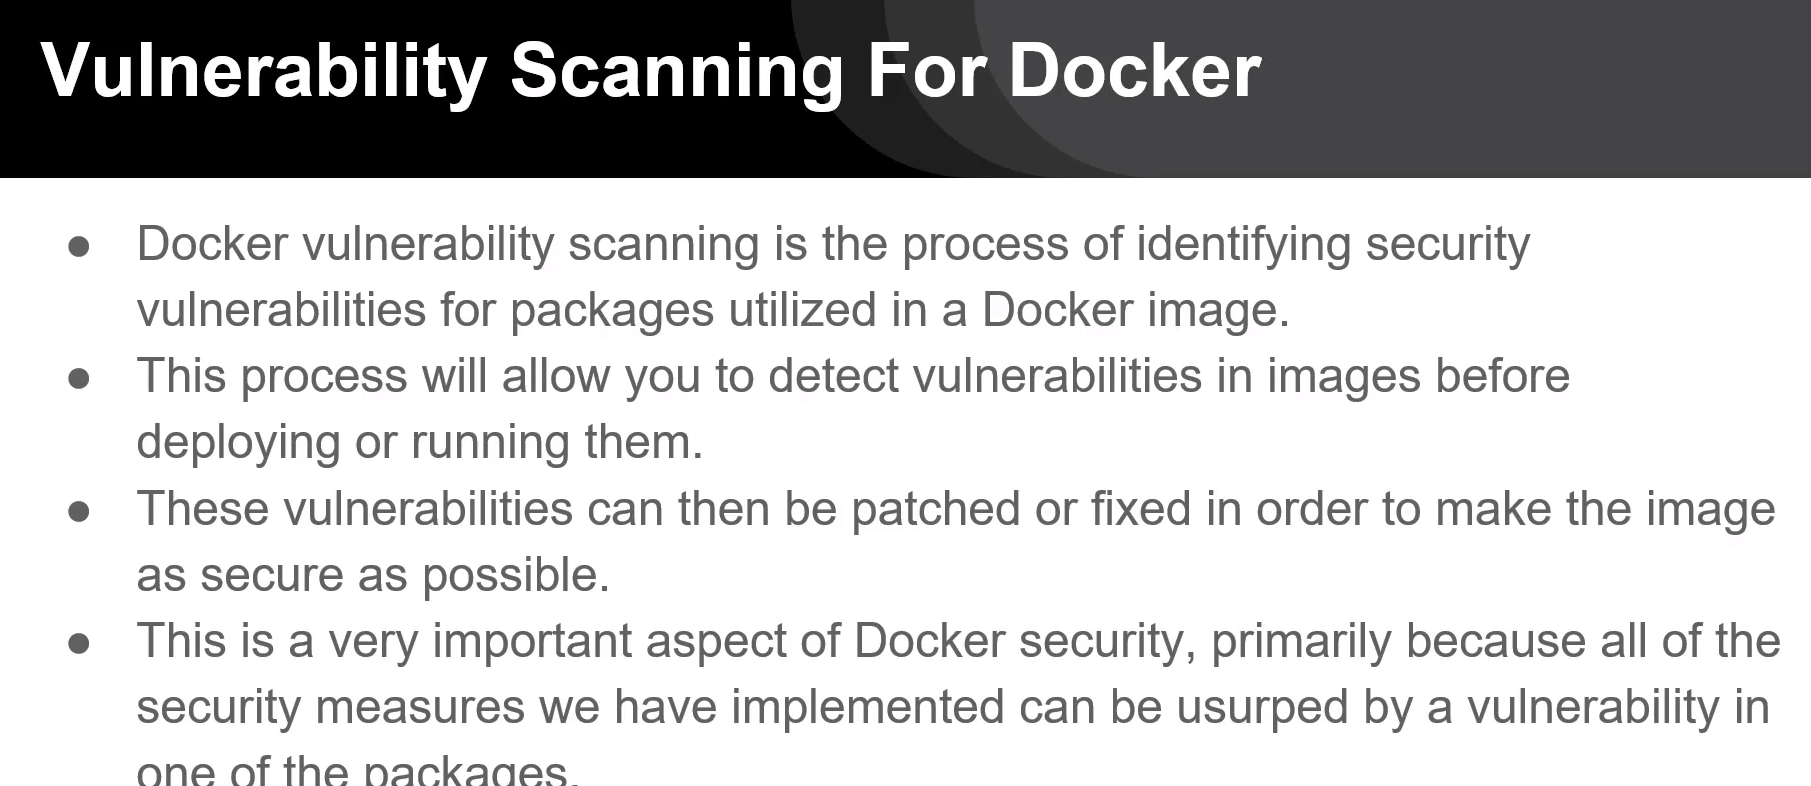 Vulnerability Scanning For Docker
● Docker vulnerability scanning is the process of identifying security
vulnerabilities for packages utilized in a Docker image.
● This process will allow you to detect vulnerabilities in images before
deploying or running them.
● These vulnerabilities can then be patched or fixed in order to make the image
as secure as possible.
● This is a very important aspect of Docker security, primarily because all of the
security measures we have implemented can be usurped by a vulnerability in
one of the packages.